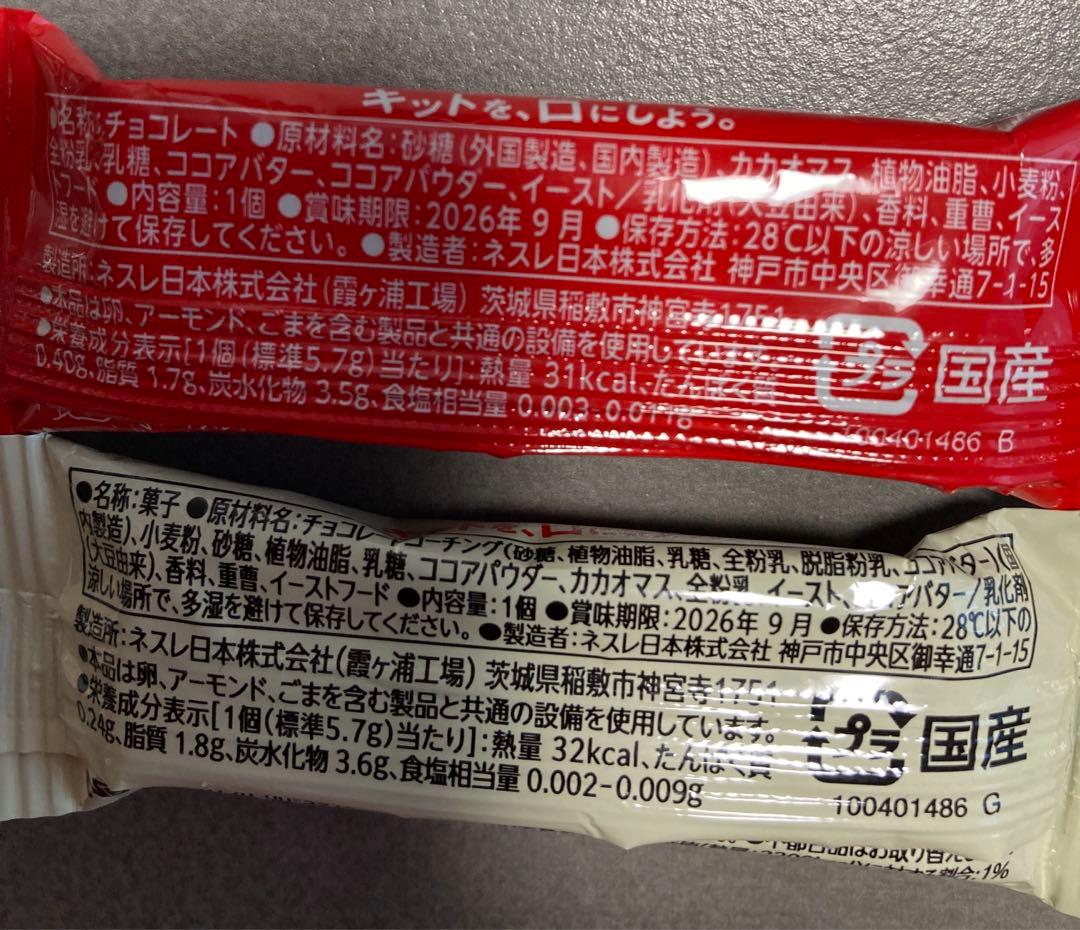 キットを、口にしよう。
●名称:チョコレート ●原材料名:砂糖(外国製造、国内製造)、カカオマス、植物油脂、小麦粉、
全粉乳、乳糖、ココアバター、ココアパウダー、イースト/乳化剤(大豆由来)、香料、重曹、イース
トフード ●内容量:1個 ●賞味期限:2026年 9月 ●保存方法:28℃以下の涼しい場所で、多
湿を避けて保存してください。 ●製造者:ネスレ日本株式会社 神戸市中央区御幸通7-1-15
製造所:ネスレ日本株式会社(霞ヶ浦工場) 茨城県稲敷市神宮寺1751
●本品は卵、アーモンド、ごまを含む製品と共通の設備を使用しています。
●栄養成分表示[1個(標準5.7g)当たり]:熱量 31kcal、たんぱく質
0.40g、脂質 1.7g、炭水化物 3.5g、食塩相当量 0.003-0.011g
プラ 国産
100401486 B
●名称:菓子 ●原材料名:チョコレートコーチング(砂糖、植物油脂、乳糖、全粉乳、脱脂粉乳、ココアバター)(国
内製造)、小麦粉、砂糖、植物油脂、乳糖、ココアパウダー、カカオマス、全粉乳、イースト、ココアバター/乳化剤
(大豆由来)、香料、重曹、イーストフード ●内容量:1個 ●賞味期限:2026年 9月 ●保存方法:28℃以下の
涼しい場所で、多湿を避けて保存してください。 ●製造者:ネスレ日本株式会社 神戸市中央区御幸通7-1-15
製造所:ネスレ日本株式会社(霞ヶ浦工場) 茨城県稲敷市神宮寺1751
●本品は卵、アーモンド、ごまを含む製品と共通の設備を使用しています。
●栄養成分表示[1個(標準5.7g)当たり]:熱量 32kcal、たんぱく質
0.24g、脂質 1.8g、炭水化物 3.6g、食塩相当量 0.002-0.009g
プラ 国産
100401486 G
1%